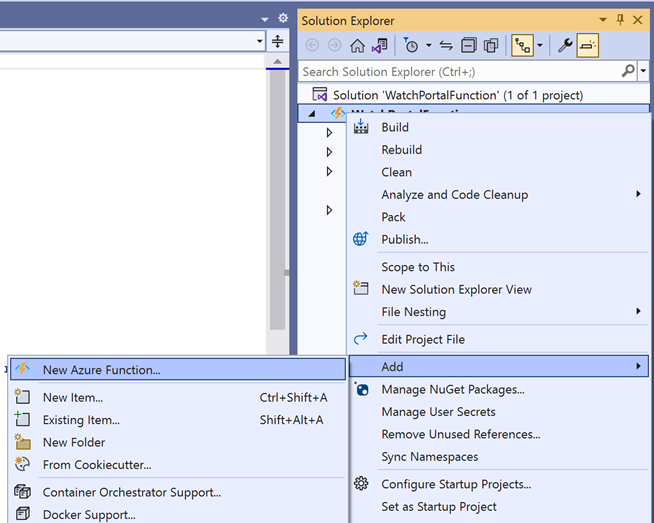 Solution Explorer
Search Solution Explorer (Ctrl+;)
Solution 'WatchPortalFunction' (1 of 1 project)
Build
Rebuild
Clean
Analyze and Code Cleanup
Pack
Publish...
Scope to This
New Solution Explorer View
File Nesting
Edit Project File
Add
Manage NuGet Packages...
Manage User Secrets
Remove Unused References...
Sync Namespaces
Configure Startup Projects...
Set as Startup Project
New Azure Function...
New Item... Ctrl+Shift+A
Existing Item... Shift+Alt+A
New Folder
From Cookiecutter...
Container Orchestrator Support...
Docker Support...